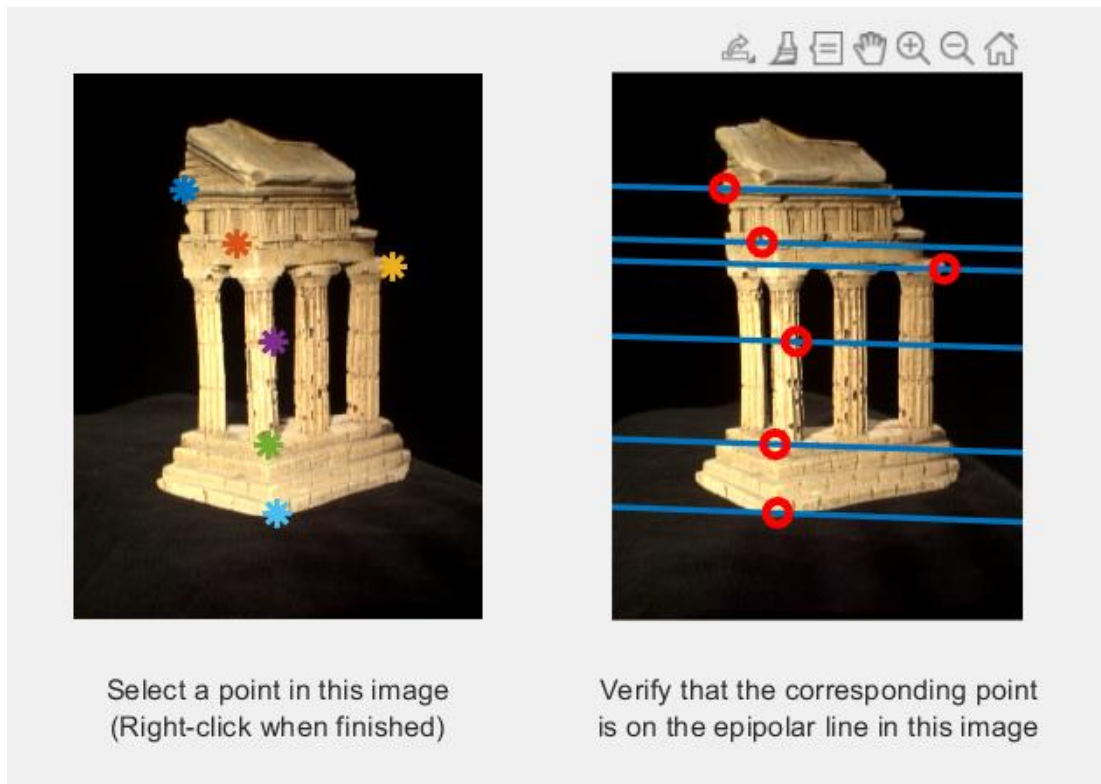 Select a point in this image
(Right-click when finished)
Verify that the corresponding point
is on the epipolar line in this image